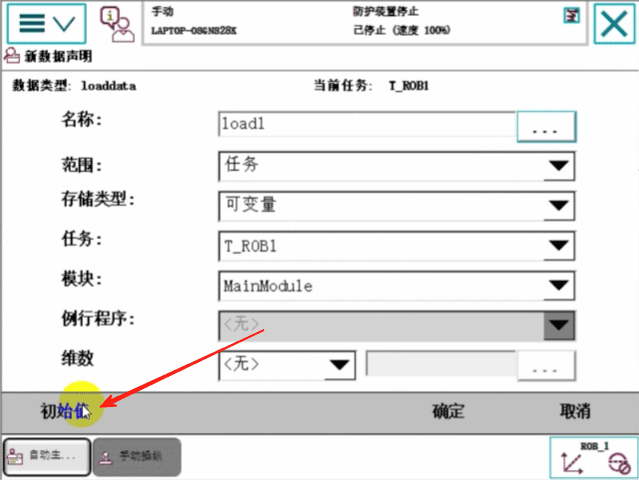 手动
防护装置停止
LAPTOP-O8GNS28K
已停止 (速度 100%)
新数据声明
数据类型: loaddata
当前任务: T_ROB1
名称:
load1
...
范围:
任务
存储类型:
可变量
任务:
T_ROB1
模块:
MainModule
例行程序:
<无>
维数
<无>
...
初始值
确定
取消
自动生...
手动操纵
ROB_1